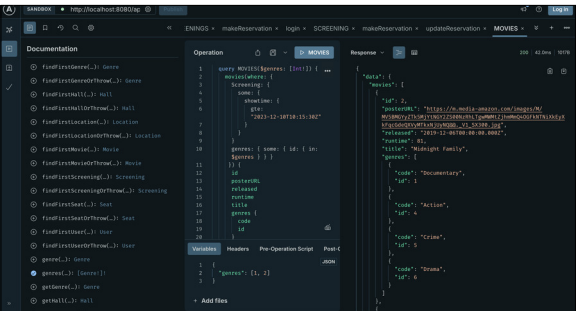 SANDBOX
http://localhost:8080/ap
Publish
Log in
ENINGS × makeReservation × login × SCREENING × makeReservation × updateReservation × MOVIES ×
Documentation
findFirstGenre(…): Genre
findFirstGenreOrThrow(…): Genre
findFirstHall(…): Hall
findFirstHallOrThrow(…): Hall
findFirstLocation(…): Location
findFirstLocationOrThrow(…): Location
findFirstMovie(…): Movie
findFirstMovieOrThrow(…): Movie
findFirstScreening(…): Screening
findFirstScreeningOrThrow(…): Screening
findFirstSeat(…): Seat
findFirstSeatOrThrow(…): Seat
findFirstUser(…): User
findFirstUserOrThrow(…): User
genre(…): Genre
genres(…): [Genre!]!
getGenre(…): Genre
getHall(…): Hall
Operation
MOVIES
1 query MOVIES($genres: [Int!]) {
2 movies(where: {
3 Screening: {
4 some: {
5 showtime: {
6 gte:
"2023-12-10T10:15:30Z"
7 }
8 }
9 }
10 genres: { some: { id: { in:
$genres } } }
11 }) {
12 id
13 posterURL
14 released
15 runtime
16 title
17 genres {
18 code
19 id
20 }
Variables Headers Pre-Operation Script Post-O
JSON
1 {
2 "genres": [1, 2]
3 }
+ Add files
Response
200 42.0ms 1017B
{
"data": {
"movies": [
{
"id": 2,
"released": "2019-12-06T00:00:00.000Z",
"runtime": 81,
"title": "Midnight Family",
"genres": [
{
"code": "Documentary",
"id": 1
},
{
"code": "Action",
"id": 4
},
{
"code": "Crime",
"id": 5
},
{
"code": "Drama",
"id": 6
}
]
},
{